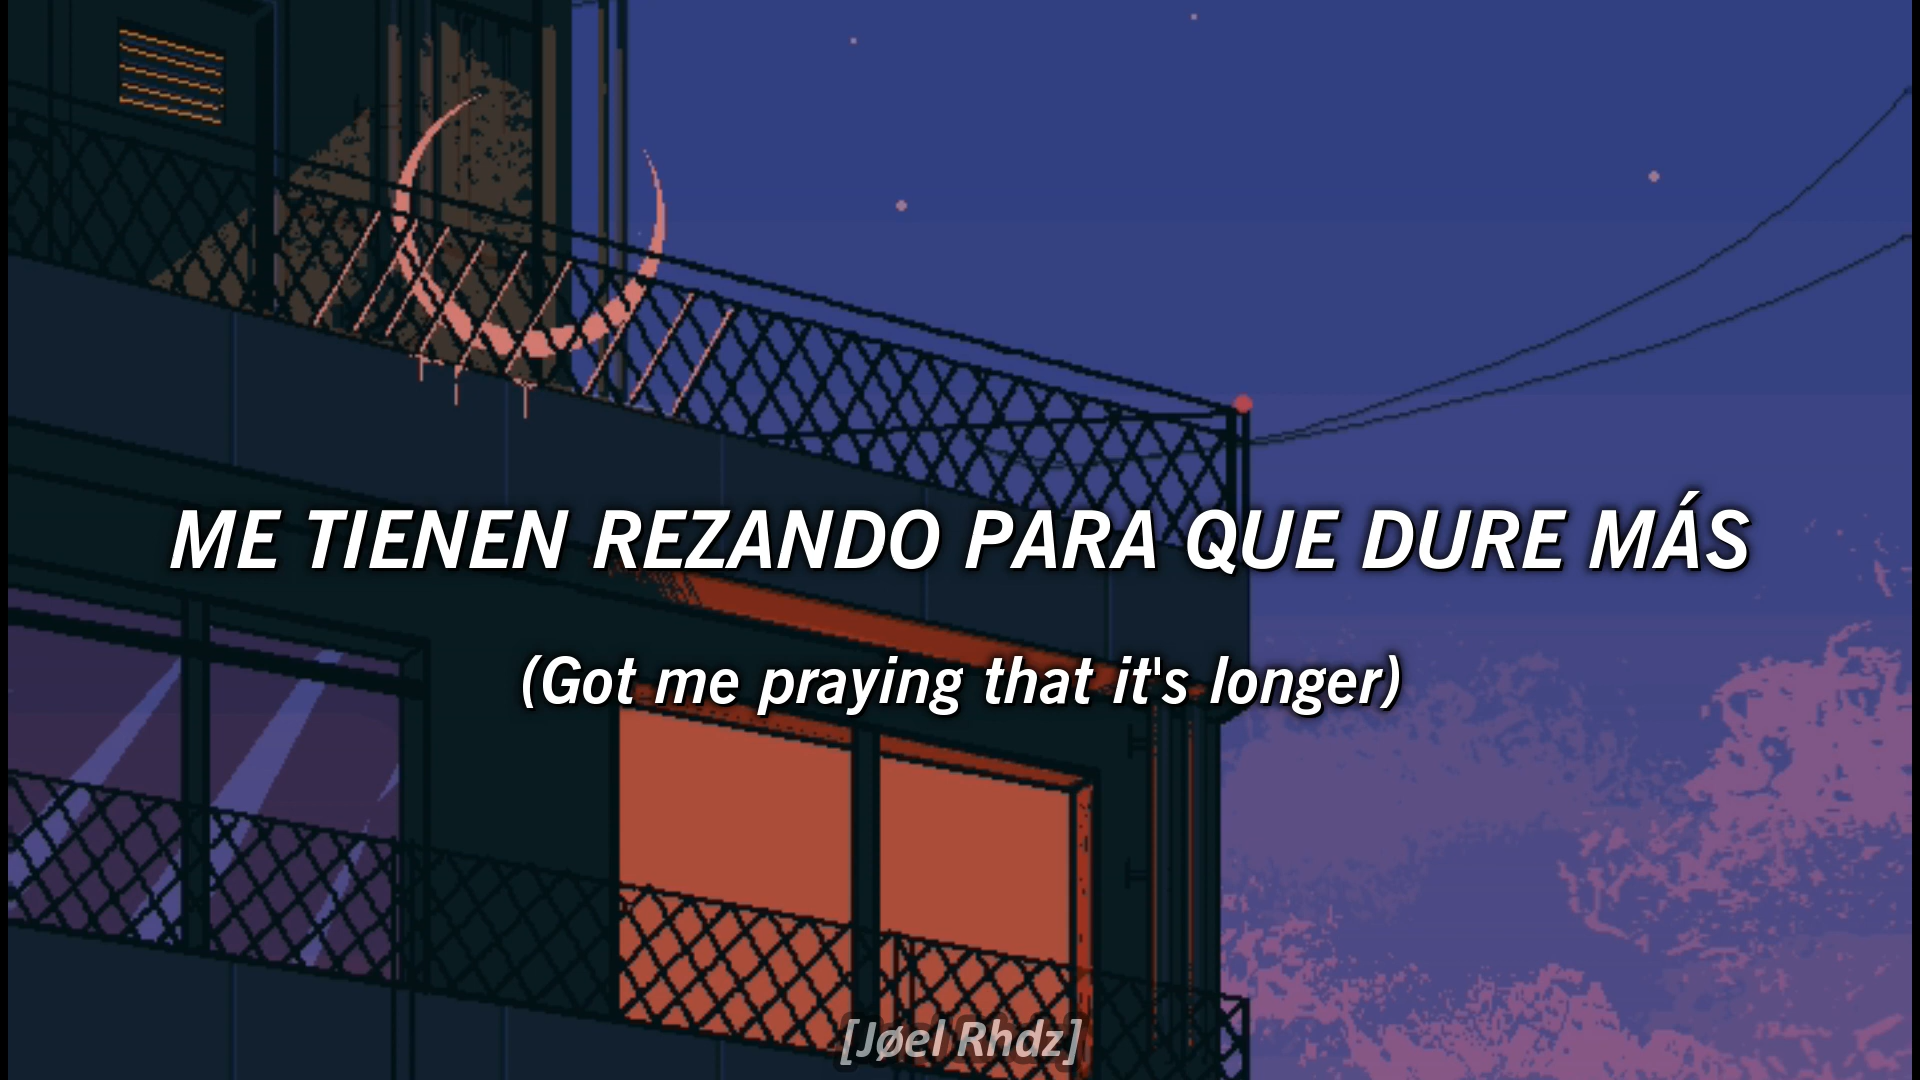 ME TIENEN REZANDO PARA QUE DURE MÁS
(Got me praying that it's longer)
[Jøel Rhdz]